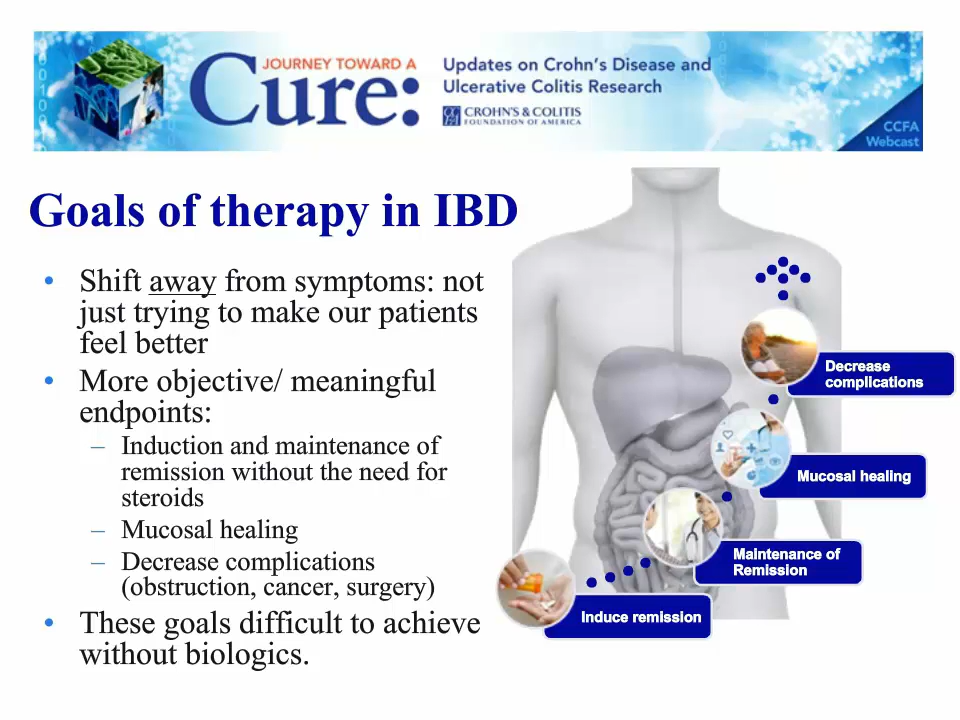 JOURNEY TOWARD A
Cure:
Updates on Crohn's Disease and
Ulcerative Colitis Research
CROHN'S & COLITIS
FOUNDATION OF AMERICA
CCFA
Webcast
Goals of therapy in IBD
• Shift away from symptoms: not
just trying to make our patients
feel better
• More objective/ meaningful
endpoints:
– Induction and maintenance of
remission without the need for
steroids
– Mucosal healing
– Decrease complications
(obstruction, cancer, surgery)
• These goals difficult to achieve
without biologics.
Decrease
complications
Mucosal healing
Maintenance of
Remission
Induce remission